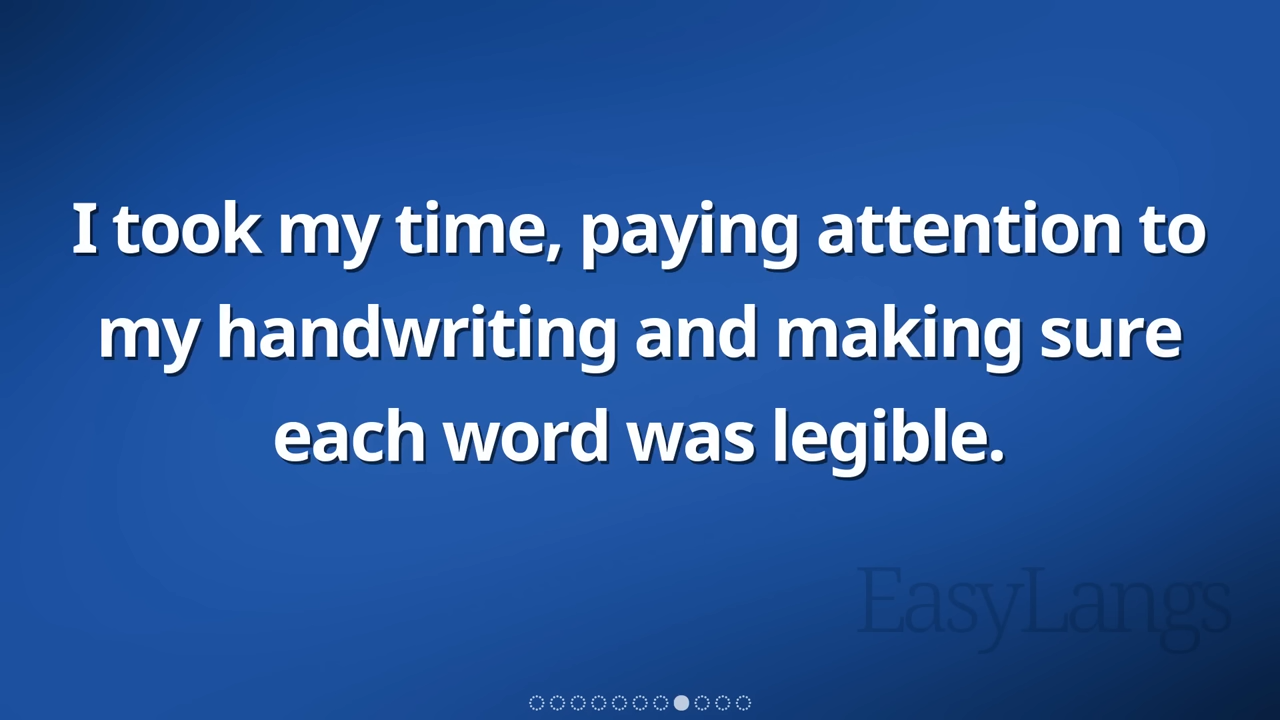 I took my time, paying attention to
my handwriting and making sure
each word was legible.
EasyLangs